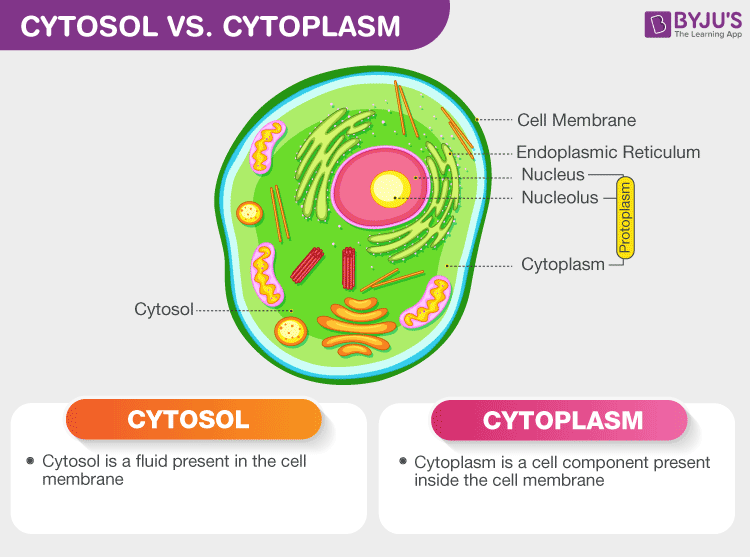 CYTOSOL VS. CYTOPLASM
BYJU'S
The Learning App
Cell Membrane
Endoplasmic Reticulum
Nucleus
Nucleolus
Protoplasm
Cytoplasm
Cytosol
CYTOSOL
Cytosol is a fluid present in the cell
membrane
CYTOPLASM
Cytoplasm is a cell component present
inside the cell membrane